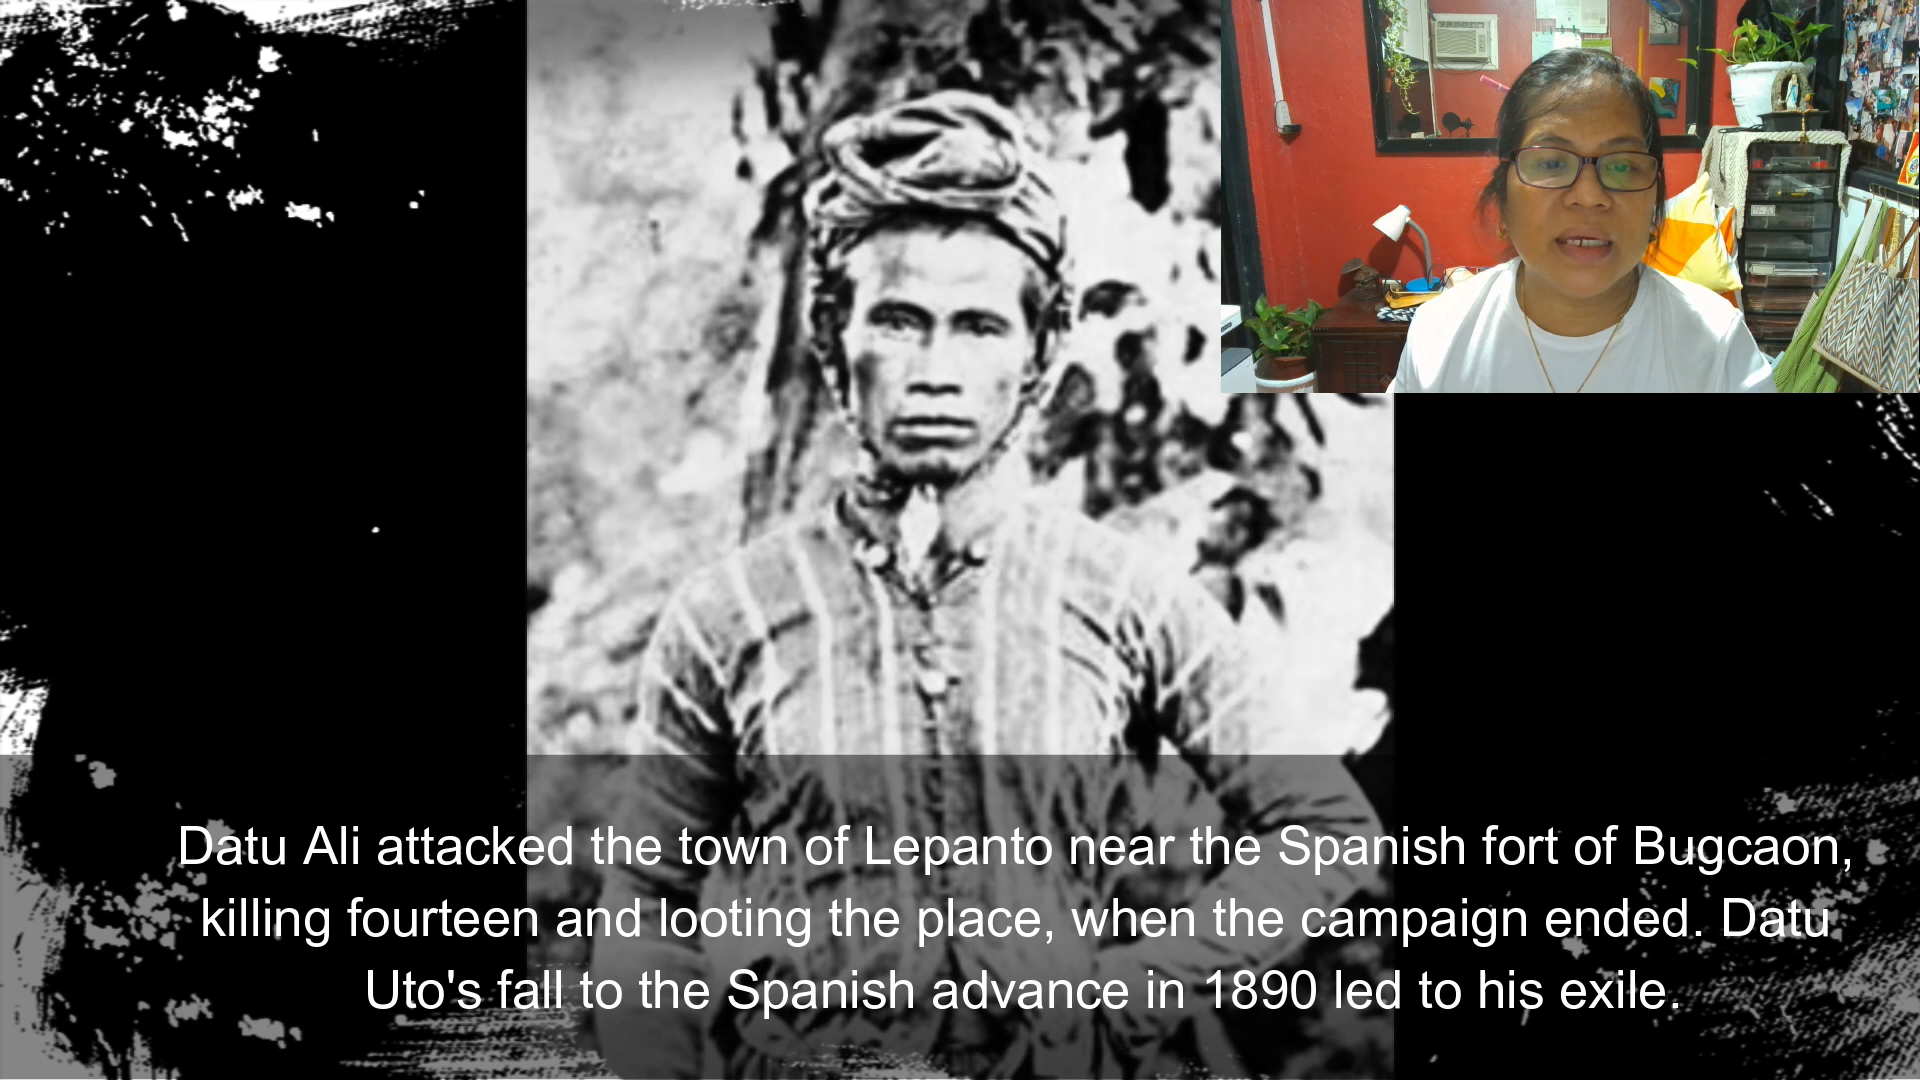 Datu Ali attacked the town of Lepanto near the Spanish fort of Bugcaon,
killing fourteen and looting the place, when the campaign ended. Datu
Uto's fall to the Spanish advance in 1890 led to his exile.